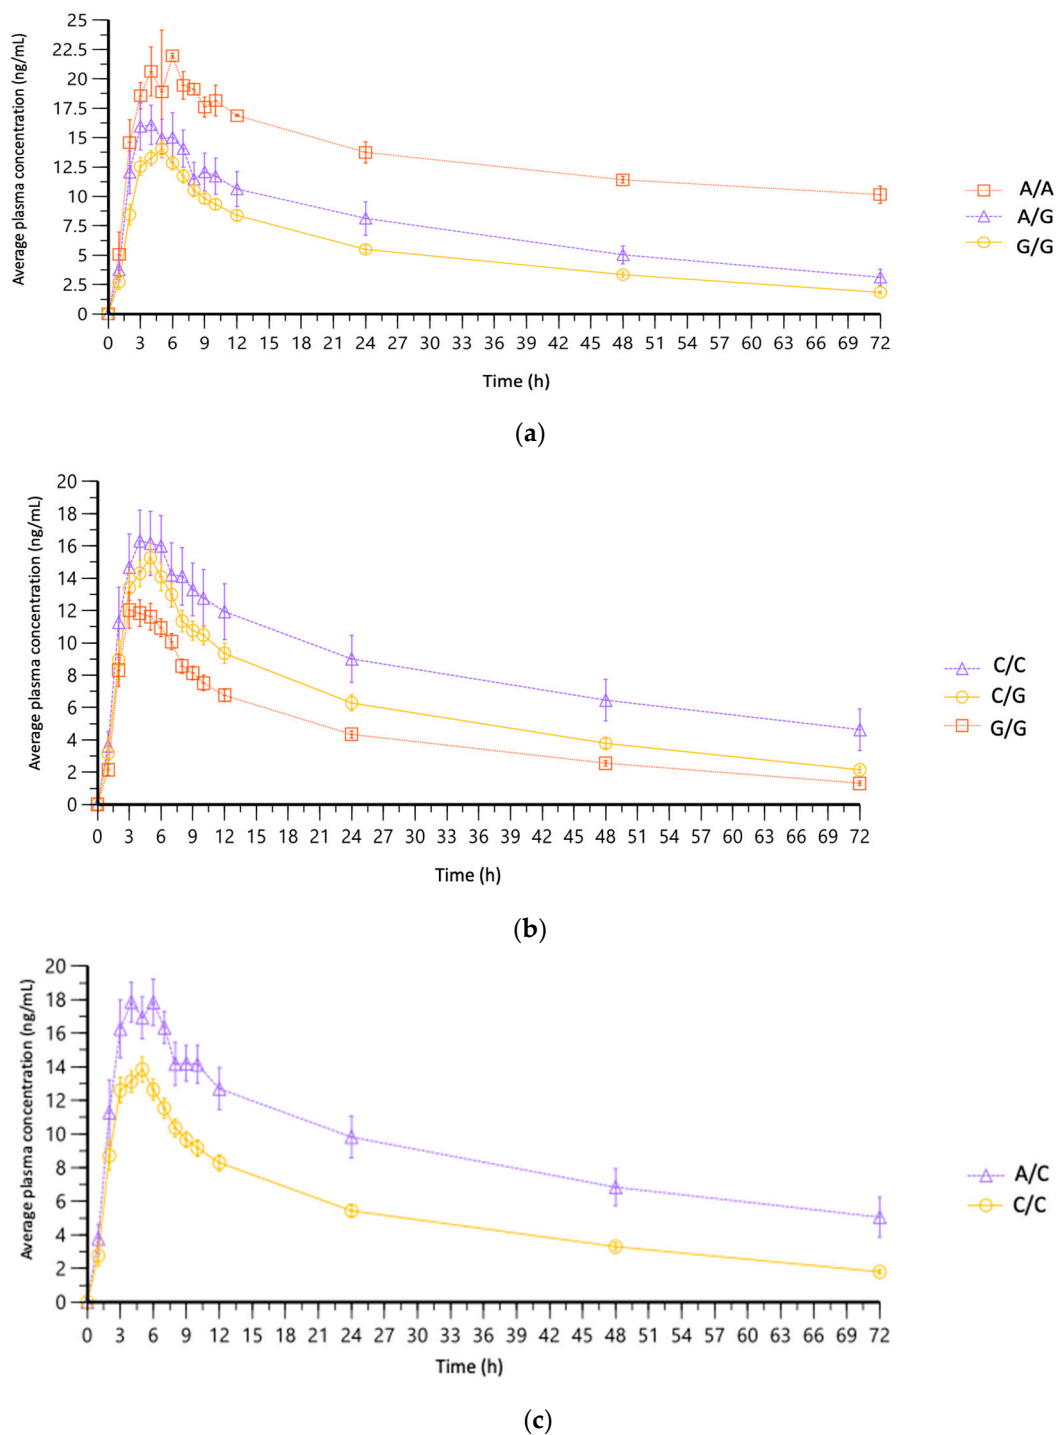 25
22.5
20
17.5
15
12.5
10
7.5
5
2.5
0
Average plasma concentration (ng/mL)
0 3 6 9 12 15 18 21 24 27 30 33 36 39 42 45 48 51 54 57 60 63 66 69 72
Time (h)
A/A
A/G
G/G
(a)
20
18
16
14
12
10
8
6
4
2
0
Average plasma concentration (ng/mL)
0 3 6 9 12 15 18 21 24 27 30 33 36 39 42 45 48 51 54 57 60 63 66 69 72
Time (h)
C/C
C/G
G/G
(b)
20
18
16
14
12
10
8
6
4
2
0
Average plasma concentration (ng/mL)
0 3 6 9 12 15 18 21 24 27 30 33 36 39 42 45 48 51 54 57 60 63 66 69 72
Time (h)
A/C
C/C
(c)